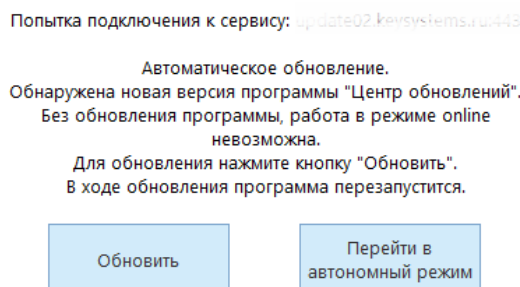 Попытка подключения к сервису: update02.keysystems.ru:443
Автоматическое обновление.
Обнаружена новая версия программы "Центр обновлений".
Без обновления программы, работа в режиме online
невозможна.
Для обновления нажмите кнопку "Обновить".
В ходе обновления программа перезапустится.
Обновить
Перейти в
автономный режим